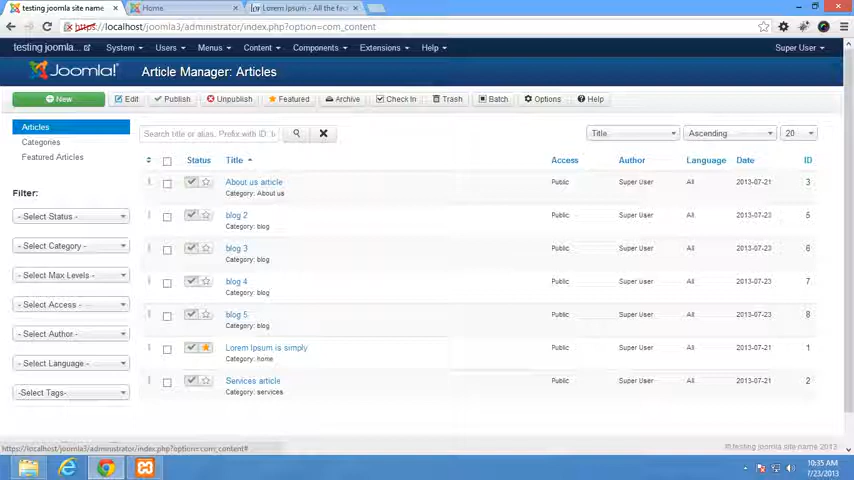 testing joomla site name
Home
Lorem Ipsum - All the fa
https://localhost/joomla3/administrator/index.php?option=com_content
testing joomla...
System
Users
Menus
Content
Components
Extensions
Help
Super User
Joomla!
Article Manager: Articles
New
Edit
Publish
Unpublish
Featured
Archive
Check In
Trash
Batch
Options
Help
Articles
Categories
Featured Articles
Filter:
- Select Status -
- Select Category -
- Select Max Levels -
- Select Access -
- Select Author -
- Select Language -
-Select Tags-
Search title or alias. Prefix with ID: t
Title
Ascending
20
Status Title Access Author Language Date ID
About us article Public Super User All 2013-07-21 3
Category: About us
blog 2 Public Super User All 2013-07-23 5
Category: blog
blog 3 Public Super User All 2013-07-23 6
Category: blog
blog 4 Public Super User All 2013-07-23 7
Category: blog
blog 5 Public Super User All 2013-07-23 8
Category: blog
Lorem Ipsum is simply Public Super User All 2013-07-21 1
Category: home
Services article Public Super User All 2013-07-21 2
Category: services
https://localhost/joomla3/administrator/index.php?option=com_content#
© testing joomla site name 2013
10:35 AM
7/23/2013